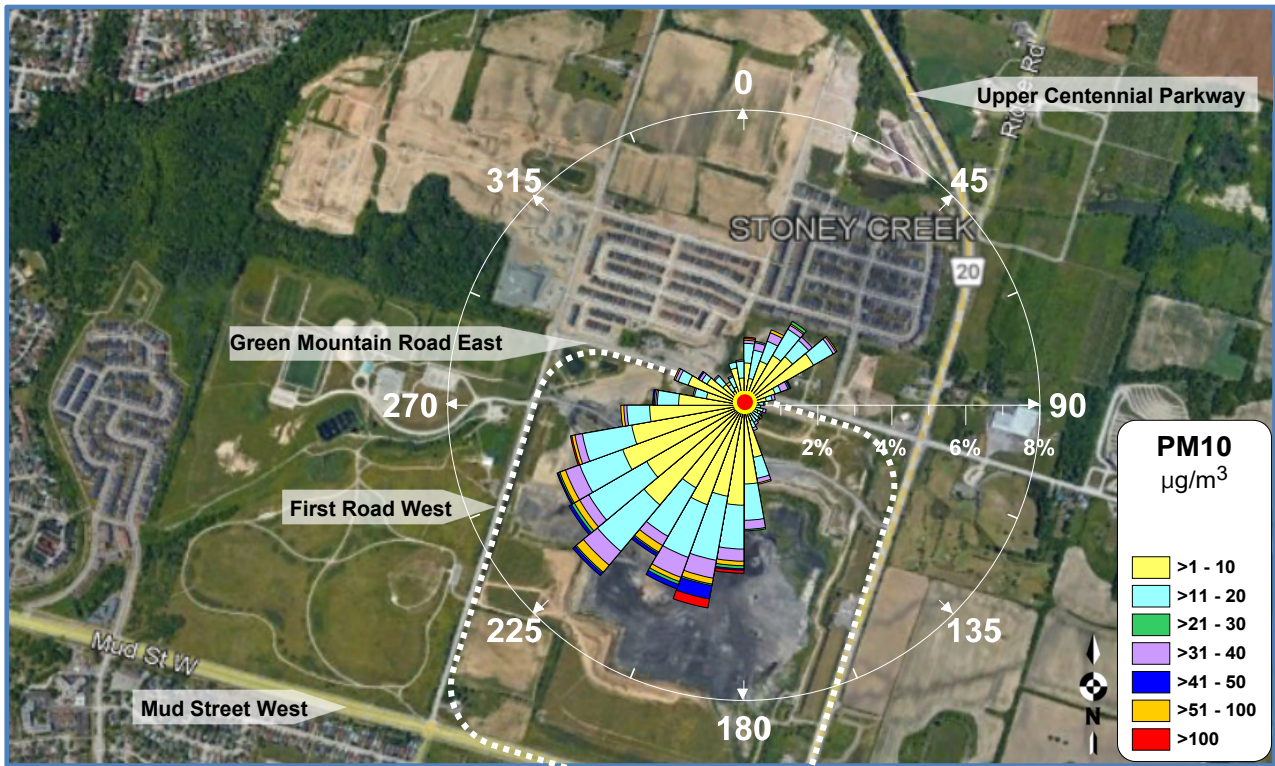 0
Upper Centennial Parkway
Ridge Rd
315
45
STONEY CREEK
20
Green Mountain Road East
270
90
2%
4%
6%
8%
PM10
µg/m3
First Road West
>1 - 10
>11 - 20
225
135
>21 - 30
>31 - 40
Mud St W
>41 - 50
Mud Street West
>51 - 100
N
180
>100